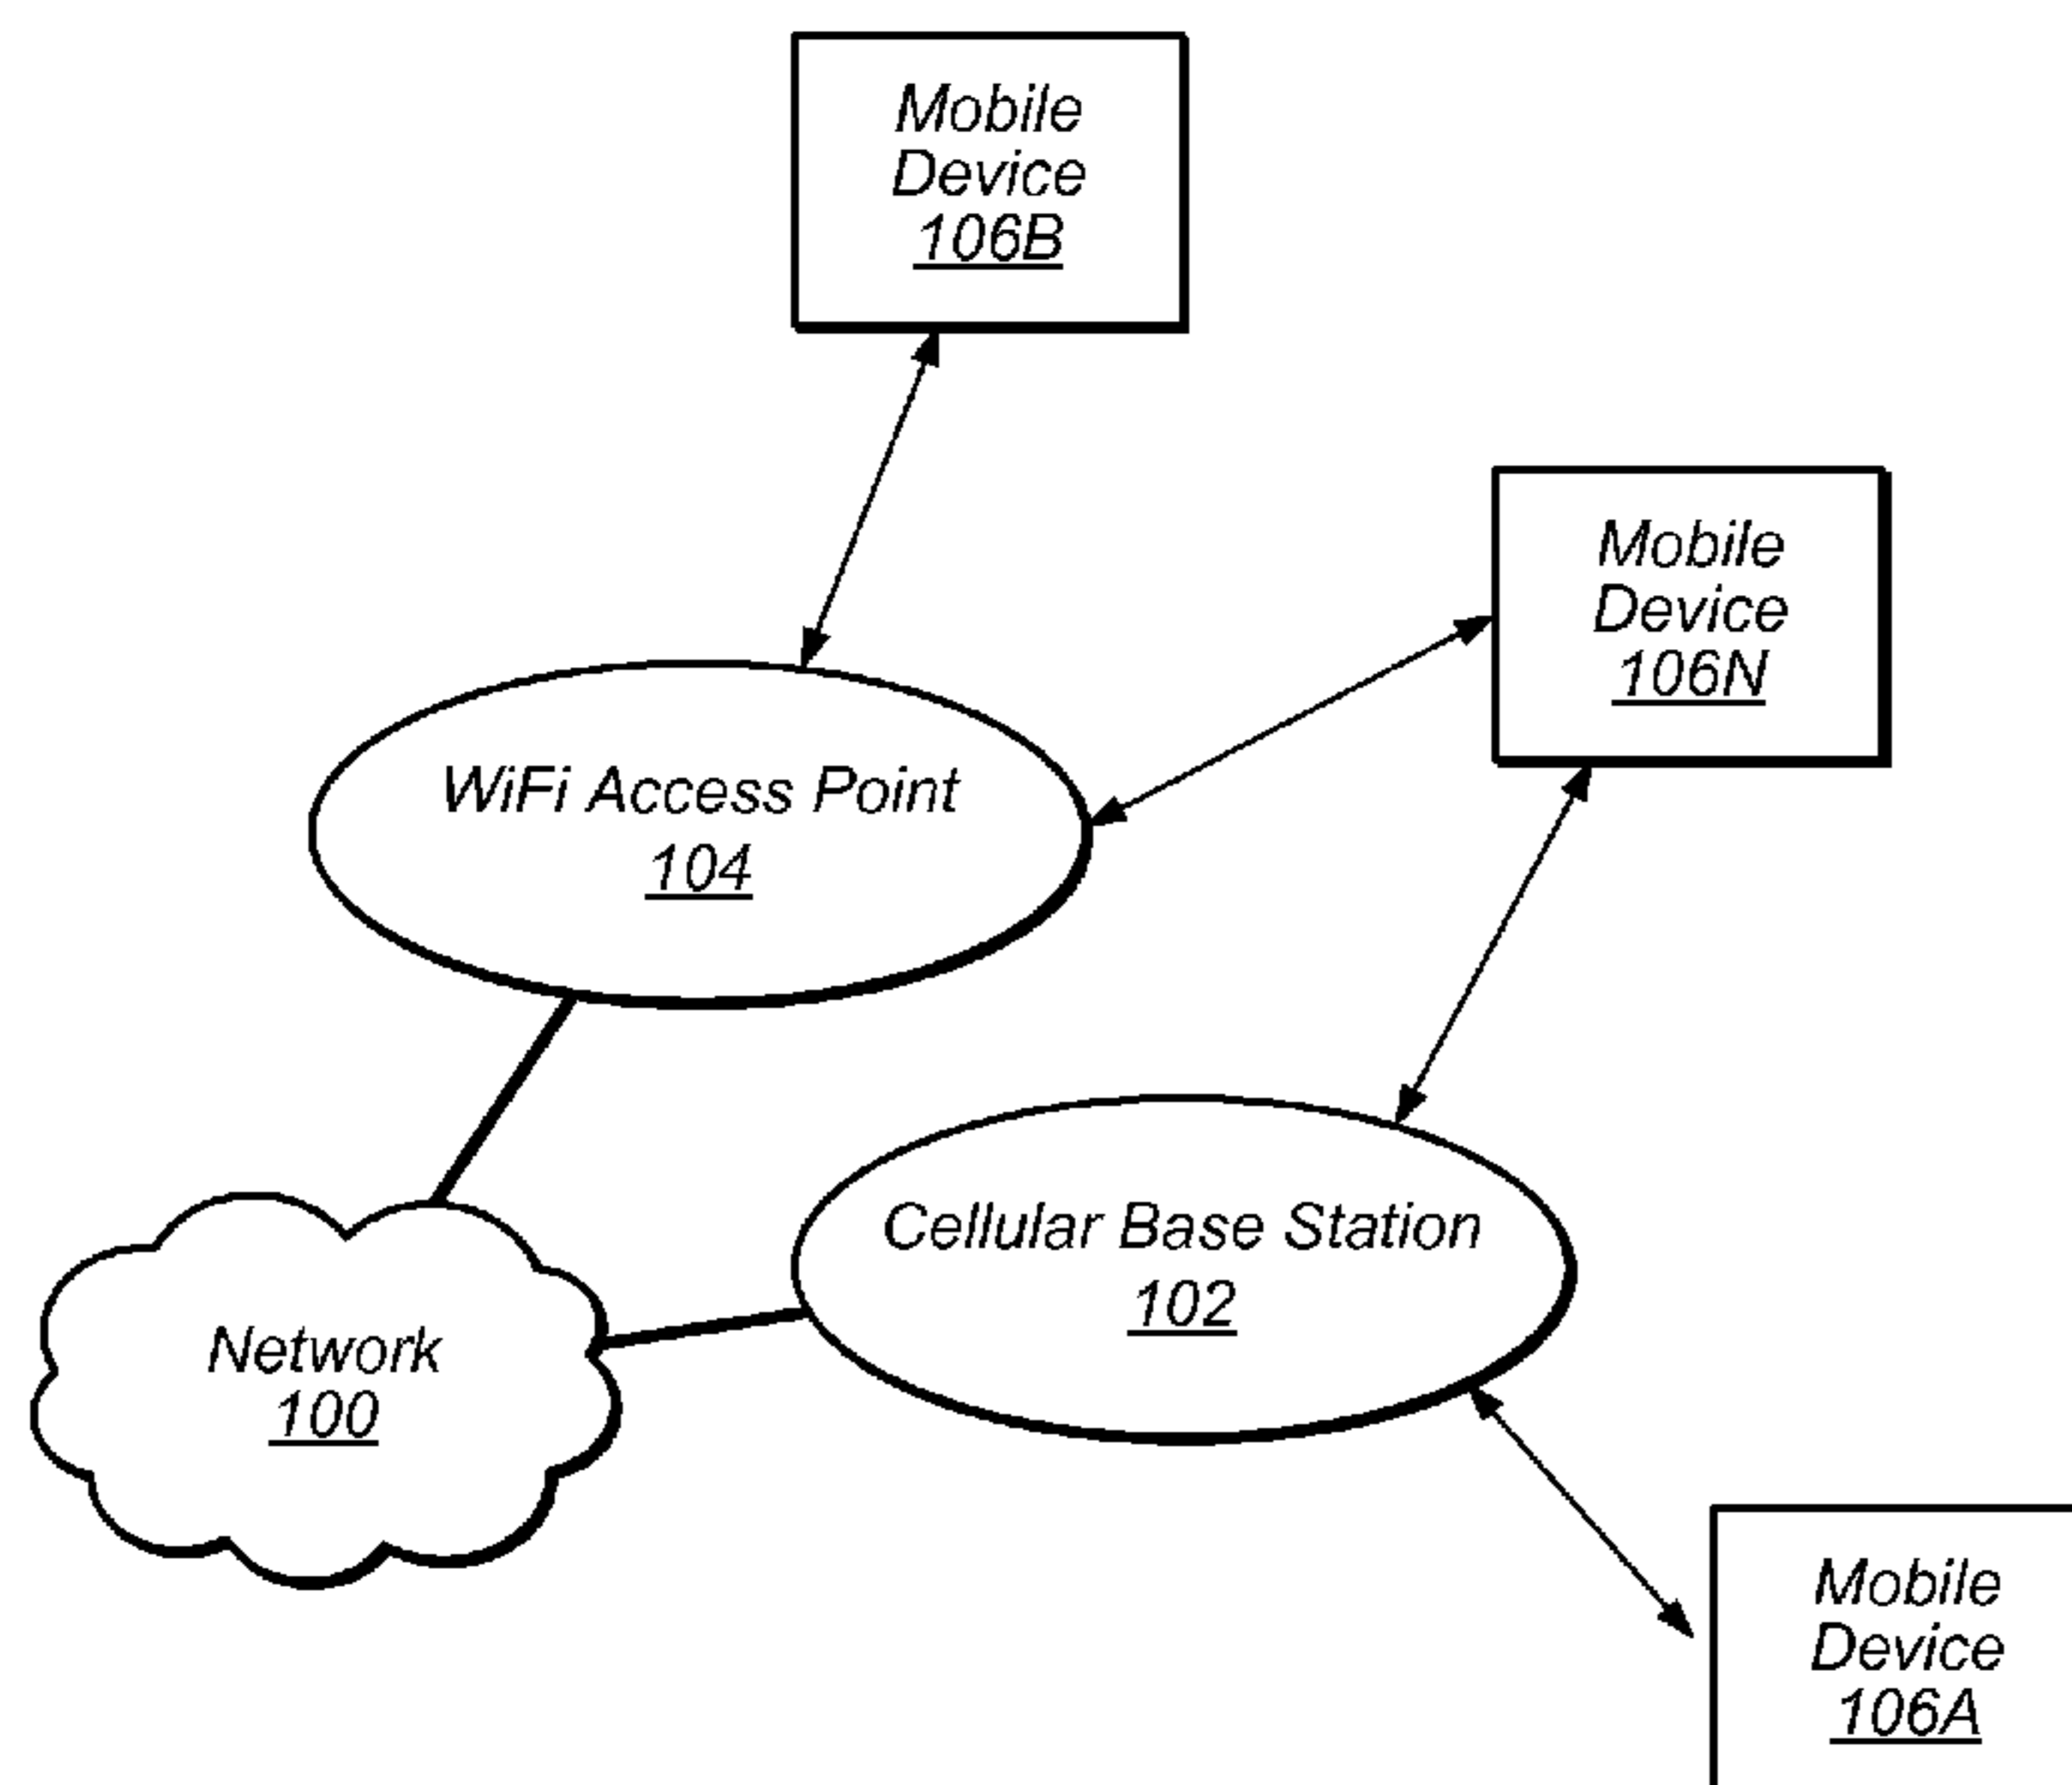 Mobile
Device
106B
Mobile
Device
106N
WiFi Access Point
104
Cellular Base Station
102
Network
100
Mobile
Device
106A